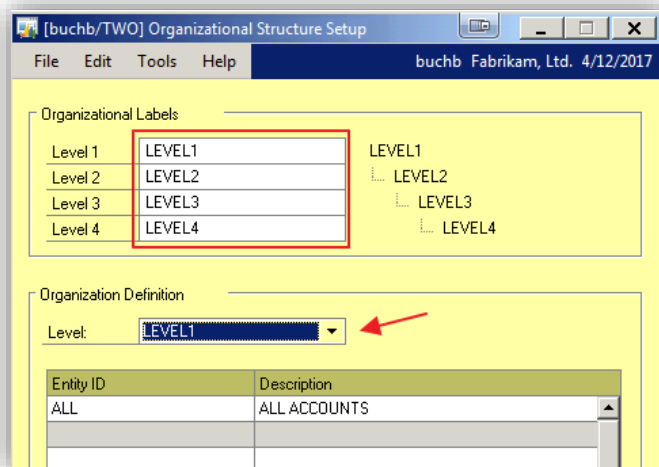 [buchb/TWO] Organizational Structure Setup
File Edit Tools Help buchb Fabrikam, Ltd. 4/12/2017
Organizational Labels
Level 1 LEVEL1 LEVEL1
Level 2 LEVEL2 LEVEL2
Level 3 LEVEL3 LEVEL3
Level 4 LEVEL4 LEVEL4
Organization Definition
Level: LEVEL1
Entity ID Description
ALL ALL ACCOUNTS